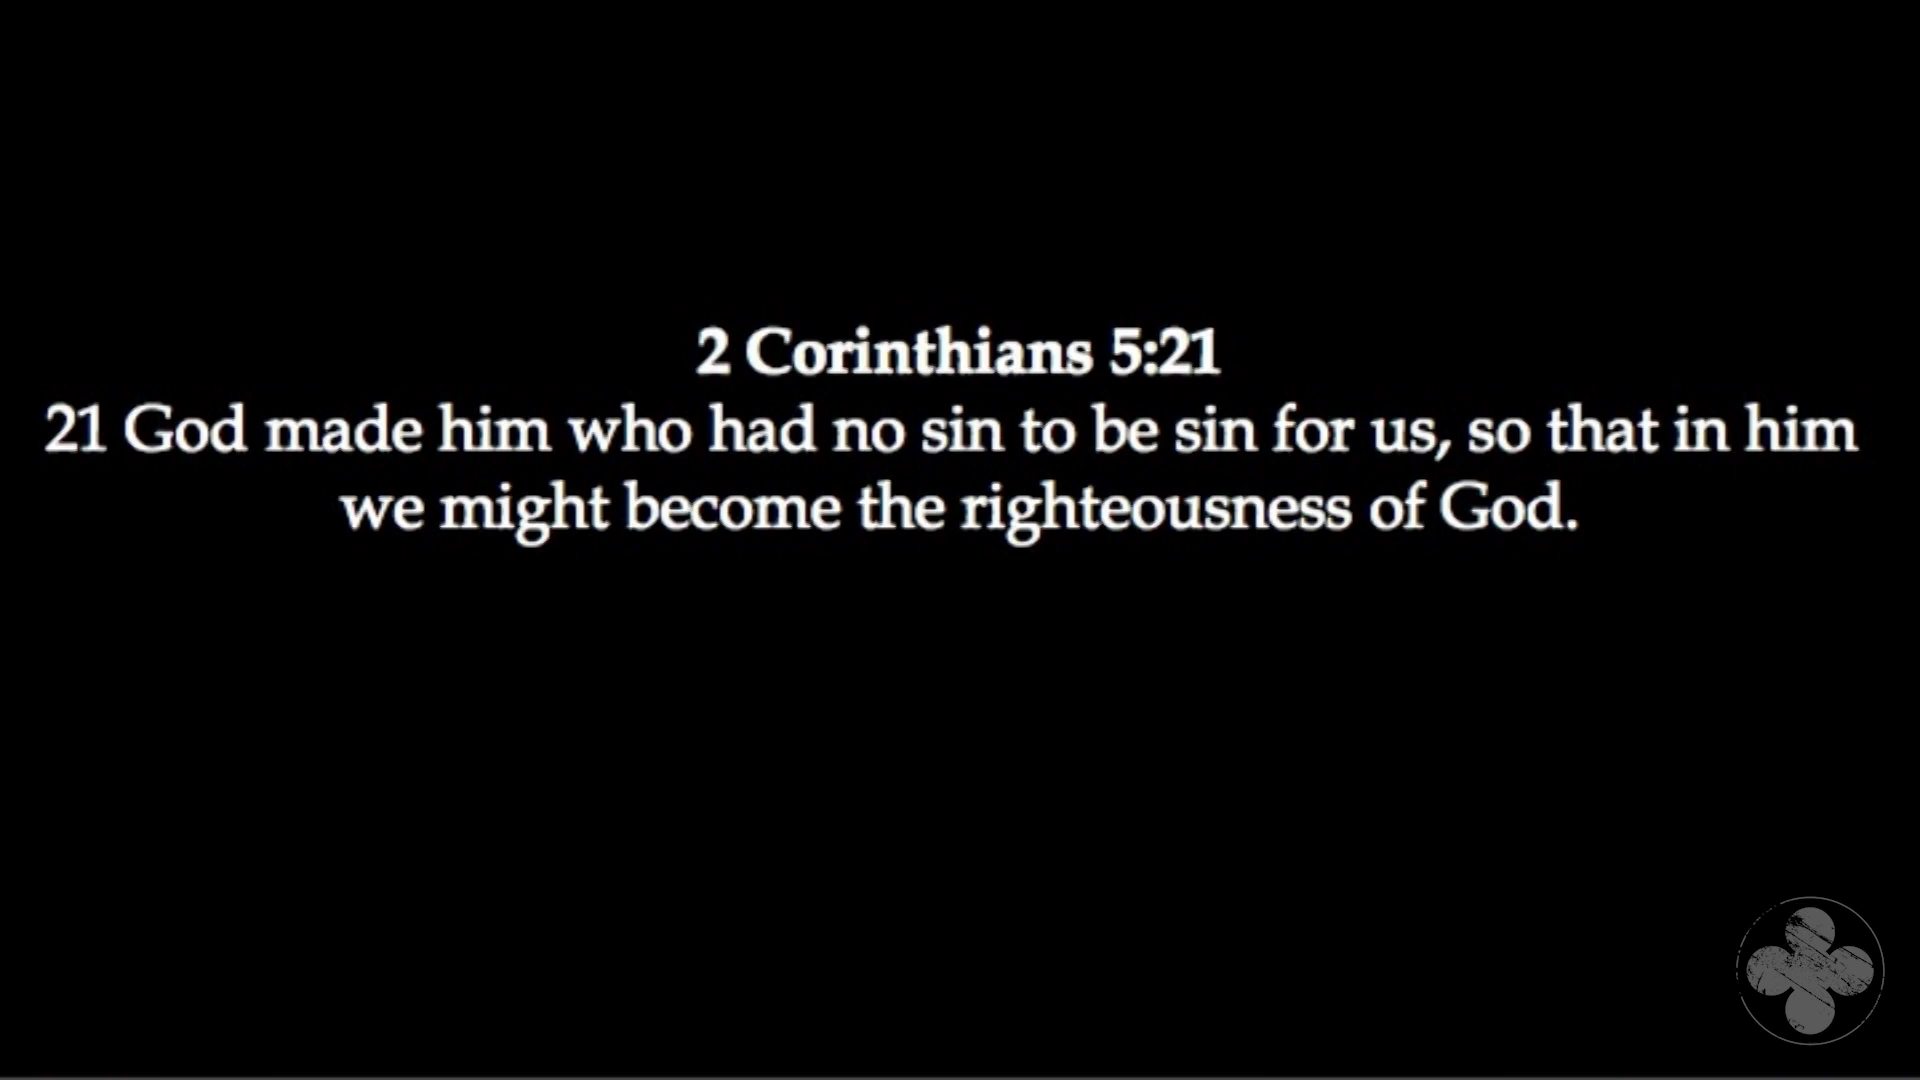 2 Corinthians 5:21
21 God made him who had no sin to be sin for us, so that in him
we might become the righteousness of God.